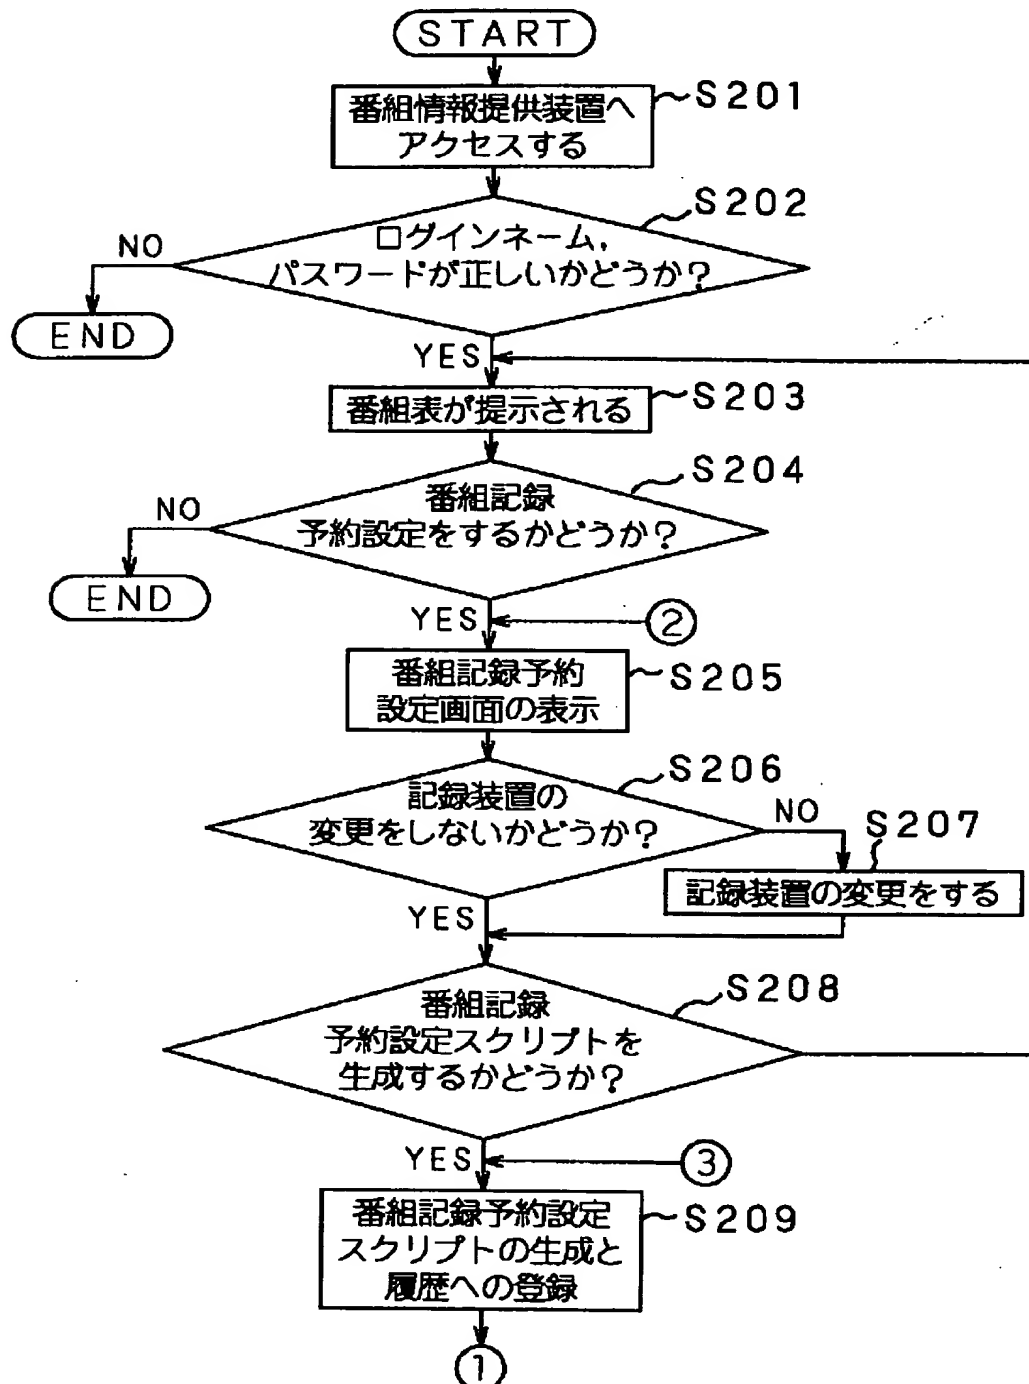 START
番組情報提供装置へ
アクセスする
S201
ログインネーム,
パスワードが正しいかどうか?
S202
NO
END
YES
番組表が提示される
S203
番組記録
予約設定をするかどうか?
S204
NO
END
YES
②
番組記録予約
設定画面の表示
S205
記録装置の
変更をしないかどうか?
S206
NO
S207
記録装置の変更をする
YES
番組記録
予約設定スクリプトを
生成するかどうか?
S208
YES
③
番組記録予約設定
スクリプトの生成と
履歴への登録
S209
①